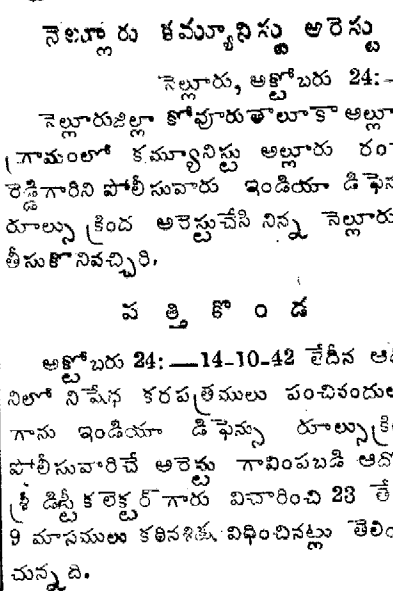 నెల్లూరు కమ్యూనిస్టు అరెస్టు
నెల్లూరు, అక్టోబరు 24:-
నెల్లూరుజిల్లా కోవూరుతాలూకా అల్లూ
గ్రామంలో కమ్యూనిస్టు అల్లూరు రం
రెడ్డిగారిని పోలీసువారు ఇండియా డిఫెన
రూల్సు క్రింద అరెస్టుచేసి నిన్న నెల్లూరు
తీసుకొనివచ్చిరి.
పత్తికొండ
అక్టోబరు 24:—14-10-42 లేదీన ఆ
నిలో నిషేధ కరపత్రములు పంచినందుల
గాను ఇండియా డిఫెన్సు రూల్సుక్రి
పోలీసువారిచే అరెస్టు గావింపబడి ఆదో
శ్రీ డిస్ట్రీ కలెక్టర్ గారు విచారించి 23 తే
9 మాసములు కఠినశిక్ష విధించినట్లు తెలిం
చున్నది.